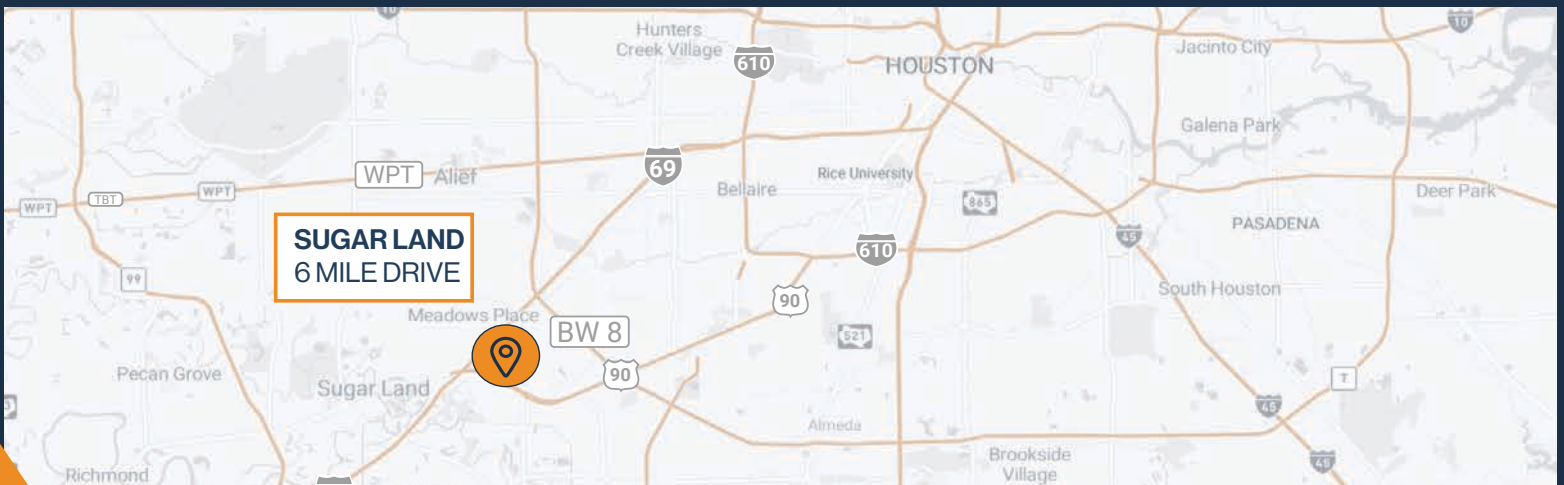 10
Hunters
Creek Village
610
HOUSTON
Jacinto City
10
Galena Park
WPT
Alief
69
Bellaire
Rice University
865
Deer Park
WPT
TBT
WPT
PASADENA
SUGAR LAND
6 MILE DRIVE
45
610
99
90
South Houston
Meadows Place
BW 8
521
Pecan Grove
Sugar Land
90
T
45
Almeda
Brookside
Village
45
Richmond